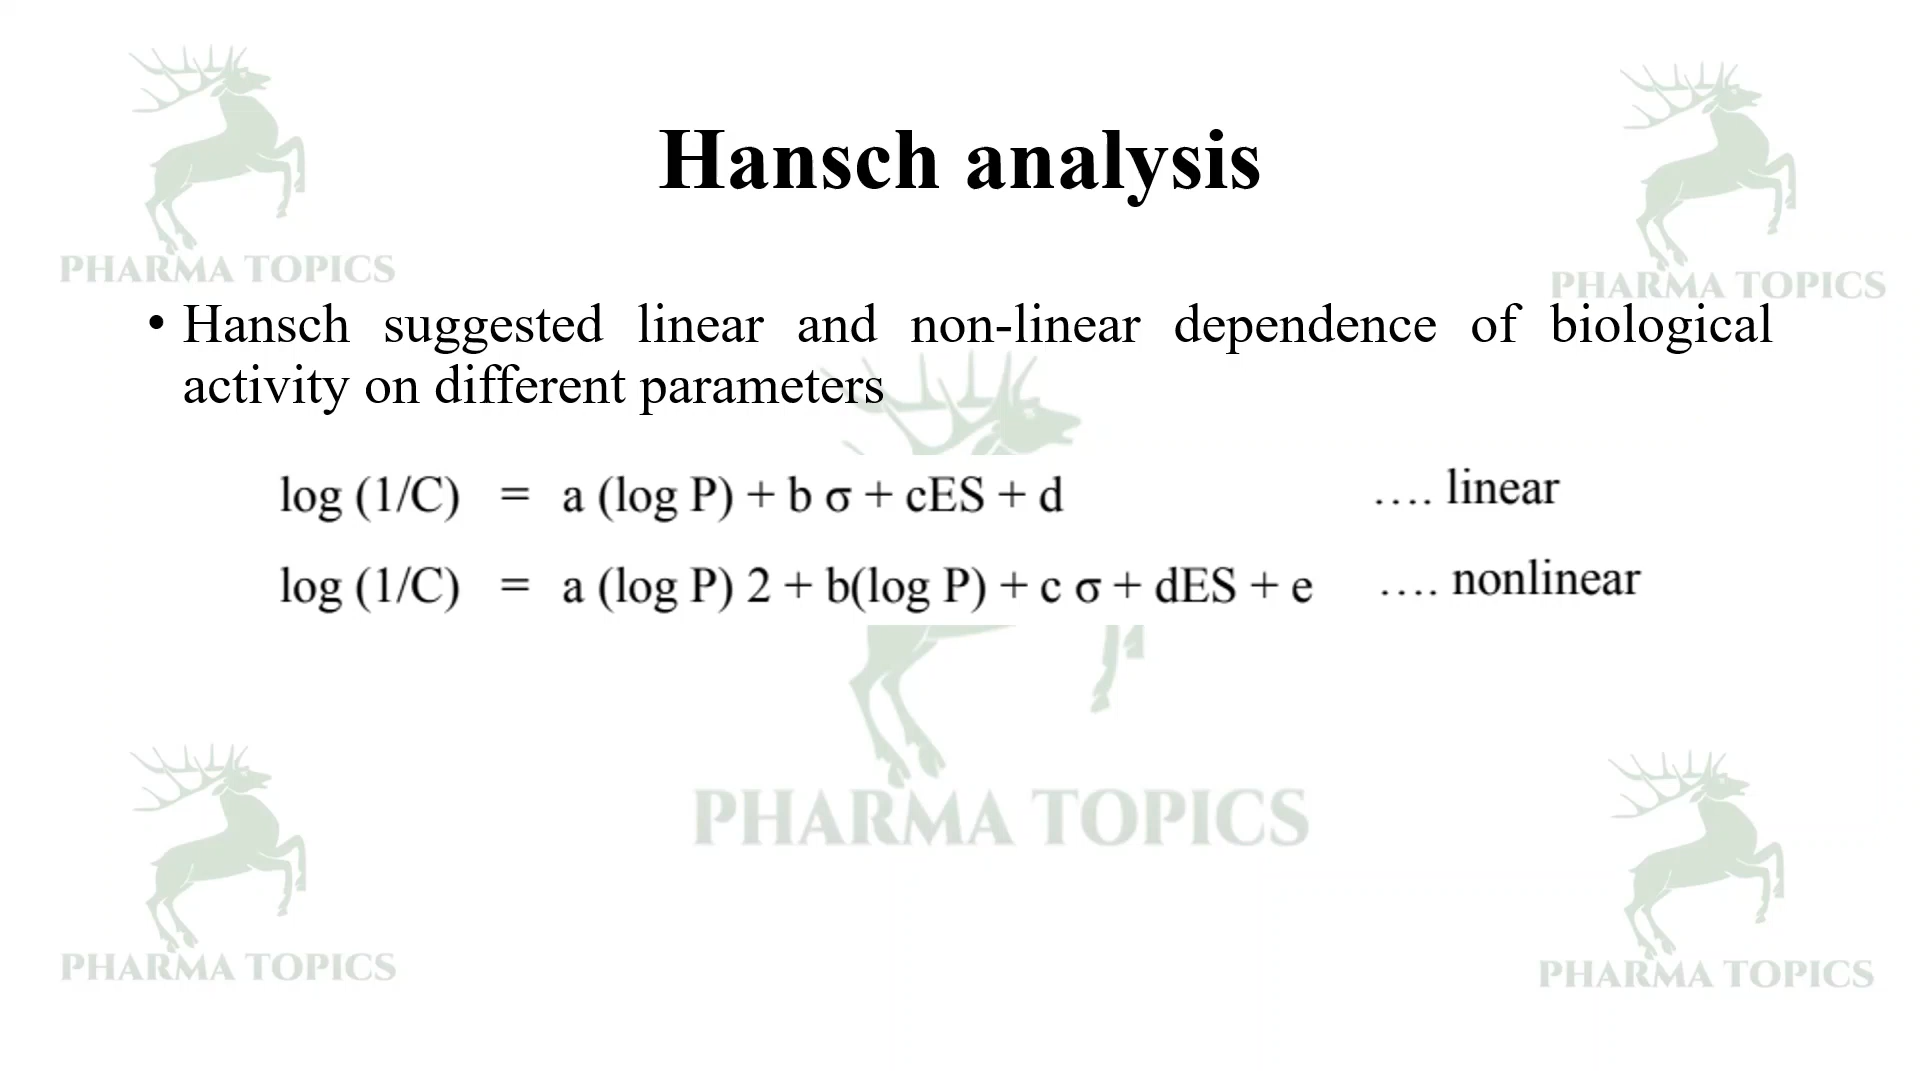 PHARMA TOPICS
PHARMA TOPICS
Hansch analysis
• Hansch suggested linear and non-linear dependence of biological
activity on different parameters
log (1/C) = a (log P) + b σ + cES + d …. linear
log (1/C) = a (log P) 2 + b(log P) + c σ + dES + e …. nonlinear
PHARMA TOPICS
PHARMA TOPICS
PHARMA TOPICS